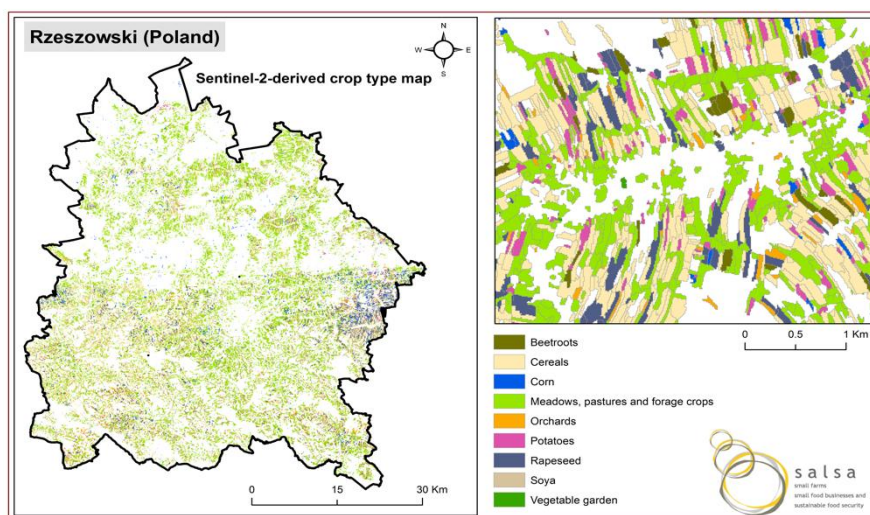 Rzeszowski (Poland)
N
W E
S
Sentinel-2-derived crop type map
0 15 30 Km
0 0.5 1 Km
Beetroots
Cereals
Corn
Meadows, pastures and forage crops
Orchards
Potatoes
Rapeseed
Soya
Vegetable garden
salsa
small farms
small food businesses and
sustainable food security